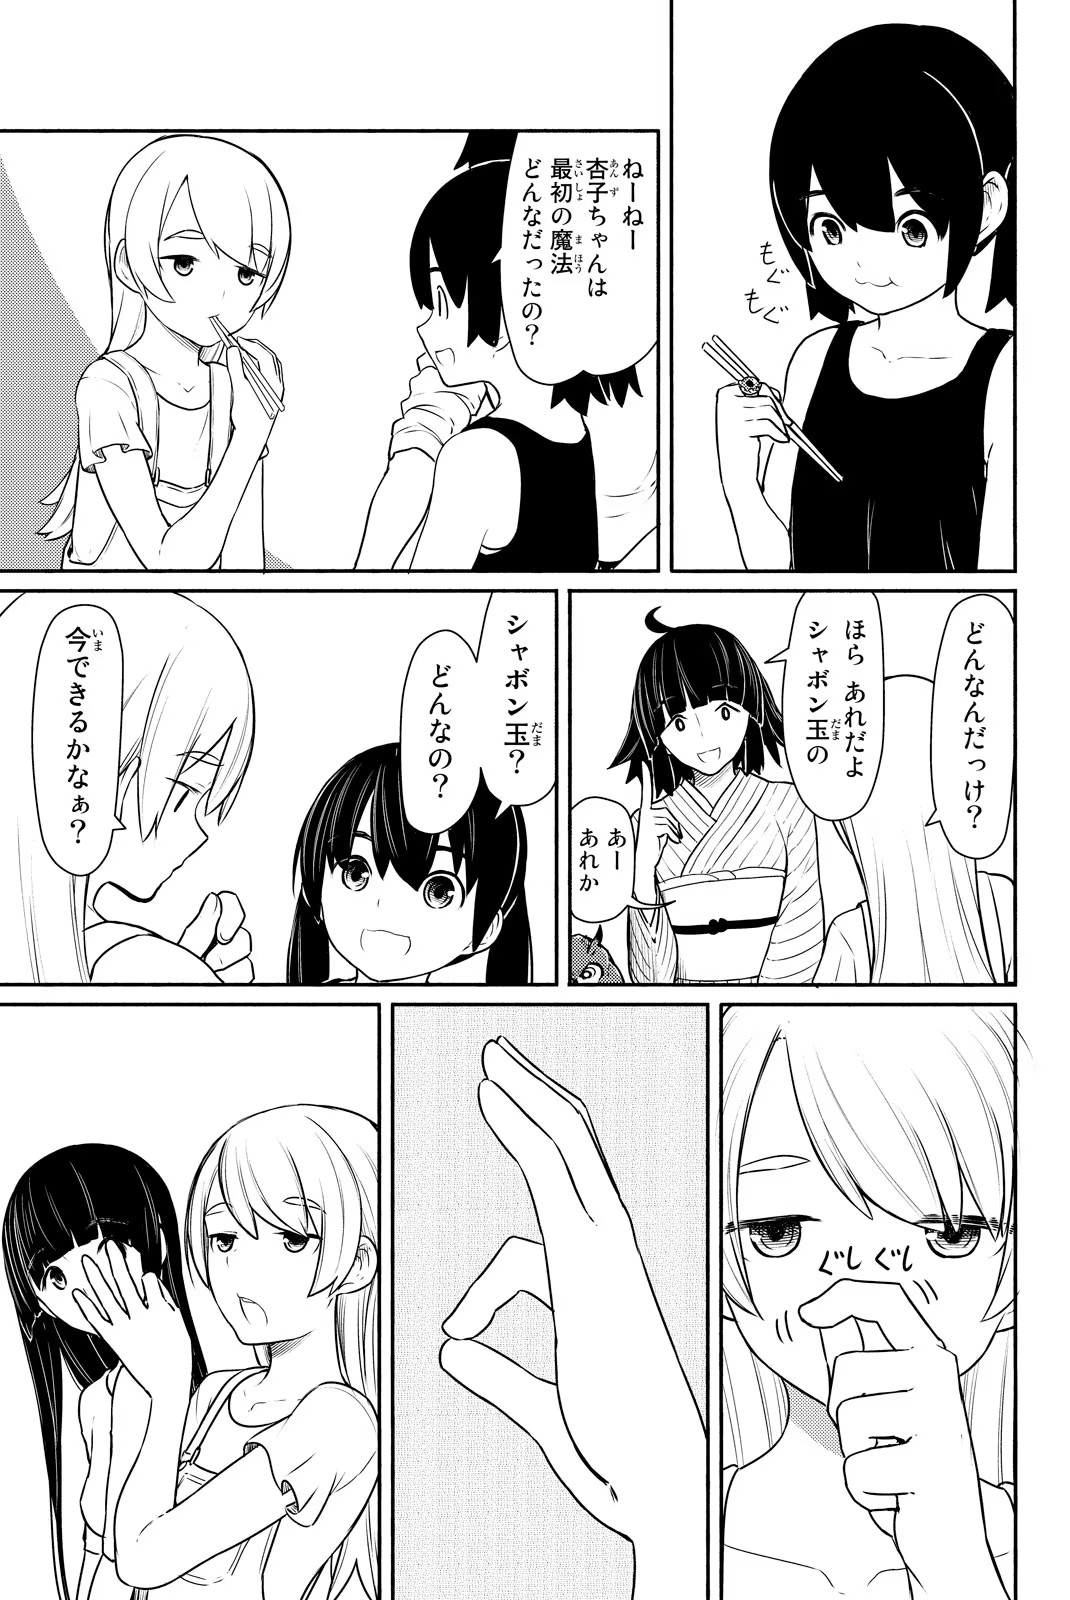 もぐ
もぐ
ねーねー
杏子ちゃんは
最初の魔法
どんなだったの？
どんなんだっけ？
ほら あれだよ
シャボン玉の
あー
あれか
シャボン玉？
どんなの？
今できるかなぁ？
ぐしぐし